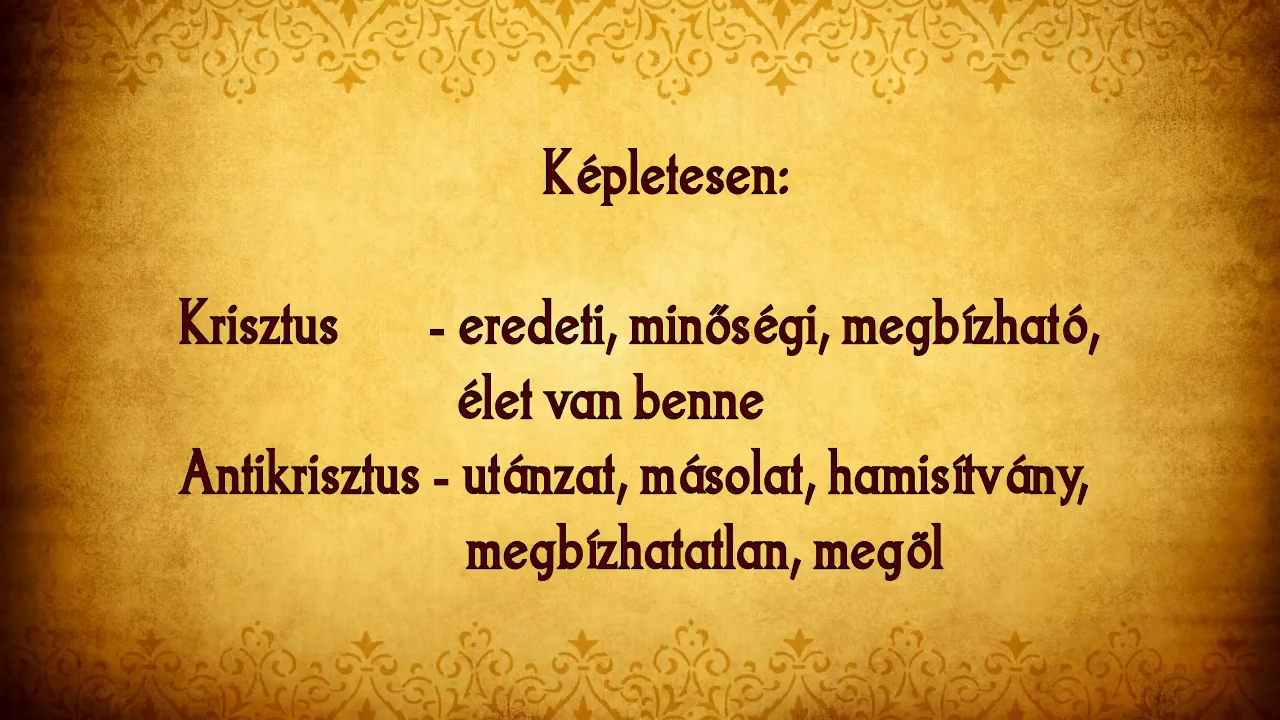 Képletesen:
Krisztus - eredeti, minőségi, megbízható,
élet van benne
Antikrisztus - utánzat, másolat, hamisítvány,
megbízhatatlan, megöl